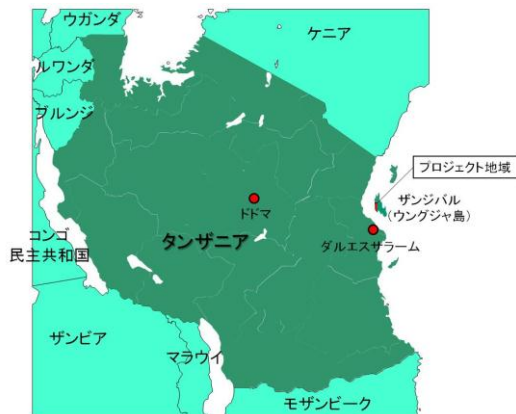 ウガンダ
ケニア
ルワンダ
ブルンジ
プロジェクト地域
ザンジバル
(ウングジャ島)
ドドマ
タンザニア
ダルエスサラーム
コンゴ
民主共和国
ザンビア
マラウイ
モザンビーク